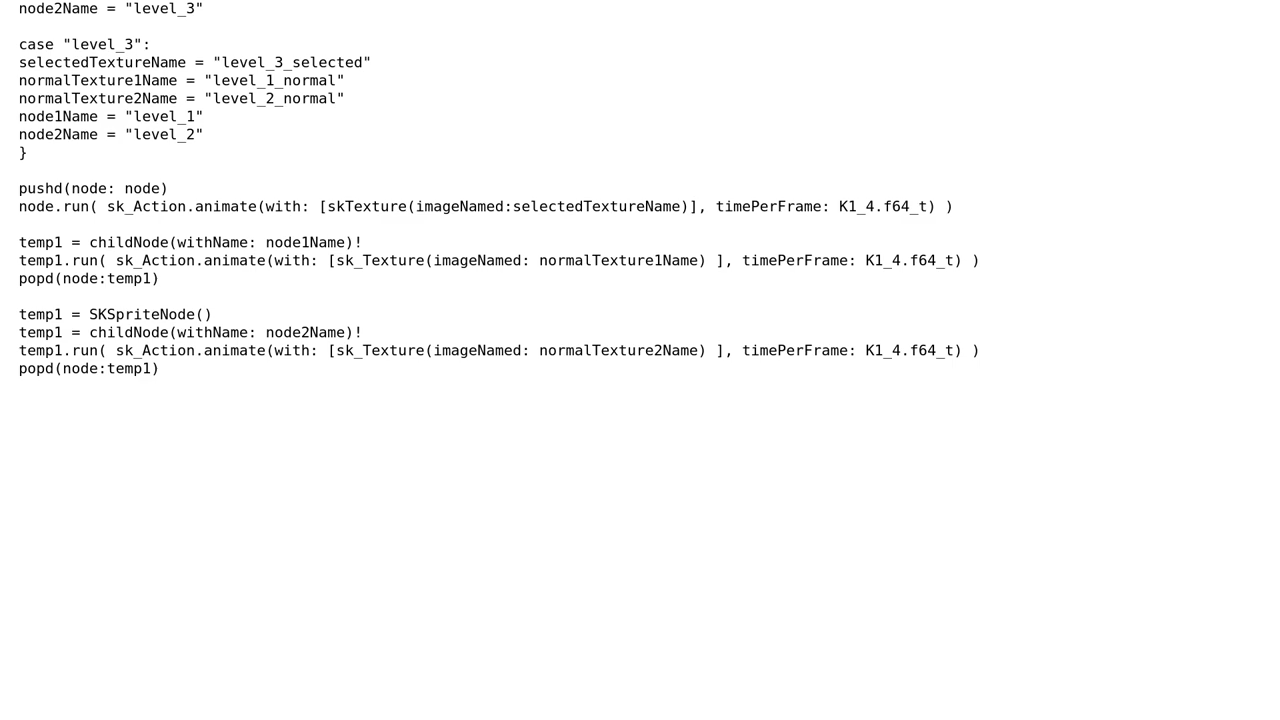 node2Name = "level_3"
case "level_3":
selectedTextureName = "level_3_selected"
normalTexture1Name = "level_1_normal"
normalTexture2Name = "level_2_normal"
node1Name = "level_1"
node2Name = "level_2"
}
pushd(node: node)
node.run( sk_Action.animate(with: [skTexture(imageNamed:selectedTextureName)], timePerFrame: K1_4.f64_t) )
temp1 = childNode(withName: node1Name)!
temp1.run( sk_Action.animate(with: [sk_Texture(imageNamed: normalTexture1Name) ], timePerFrame: K1_4.f64_t) )
popd(node:temp1)
temp1 = SKSpriteNode()
temp1 = childNode(withName: node2Name)!
temp1.run( sk_Action.animate(with: [sk_Texture(imageNamed: normalTexture2Name) ], timePerFrame: K1_4.f64_t) )
popd(node:temp1)